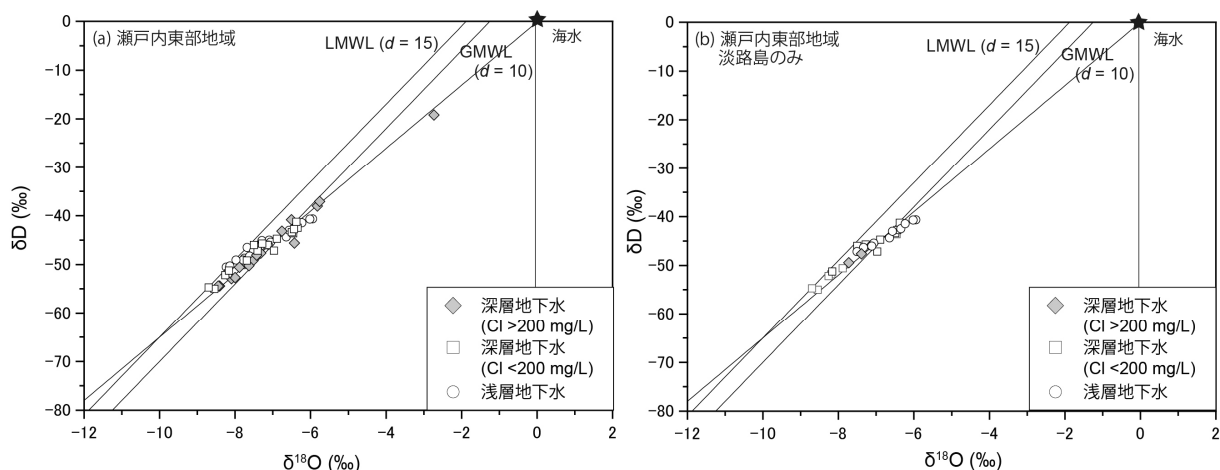 (a) 瀬戸内東部地域
LMWL (d = 15)
GMWL
(d = 10)
海水
0
−10
−20
−30
−40
−50
−60
−70
−80
δD (‰)
−12
−10
−8
−6
−4
−2
0
2
δ18O (‰)
深層地下水
(Cl >200 mg/L)
深層地下水
(Cl <200 mg/L)
浅層地下水
(b) 瀬戸内東部地域
淡路島のみ
LMWL (d = 15)
GMWL
(d = 10)
海水
0
−10
−20
−30
−40
−50
−60
−70
−80
δD (‰)
−12
−10
−8
−6
−4
−2
0
2
δ18O (‰)
深層地下水
(Cl >200 mg/L)
深層地下水
(Cl <200 mg/L)
浅層地下水